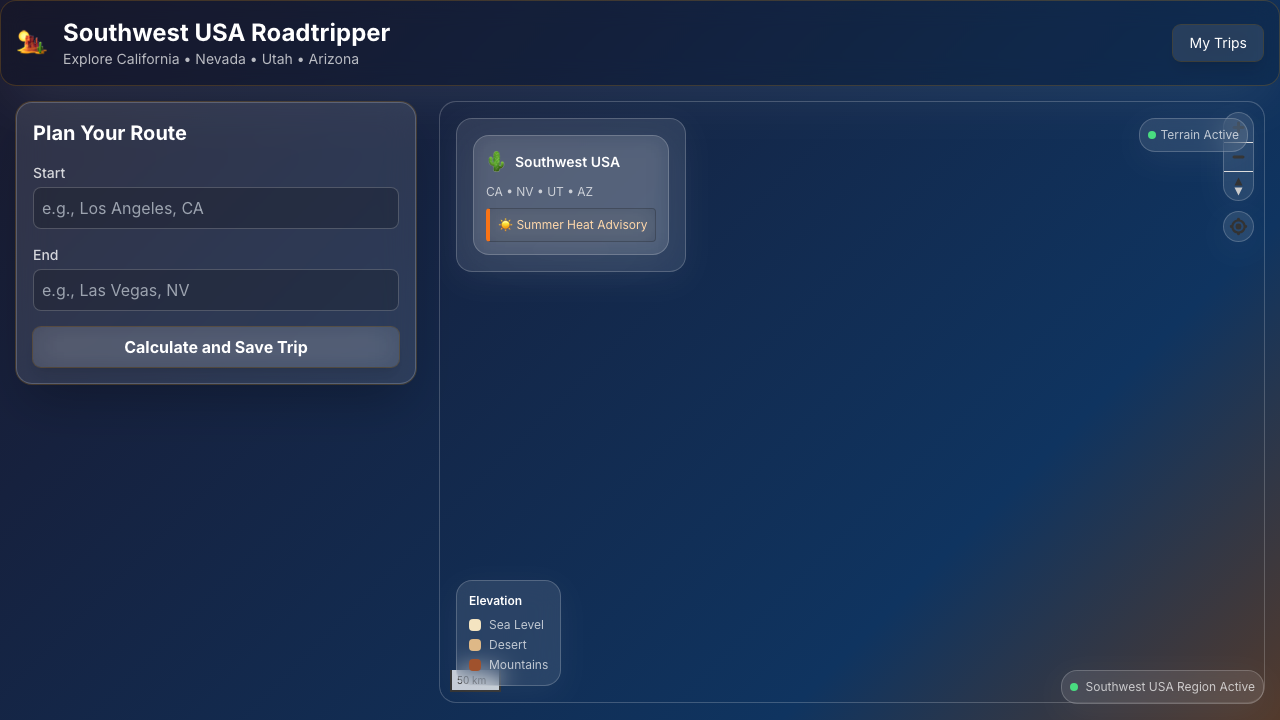 Southwest USA Roadtripper
Explore California • Nevada • Utah • Arizona
My Trips
Plan Your Route
Start
e.g., Los Angeles, CA
End
e.g., Las Vegas, NV
Calculate and Save Trip
Southwest USA
CA • NV • UT • AZ
Summer Heat Advisory
Terrain Active
Elevation
Sea Level
Desert
Mountains
50 km
Southwest USA Region Active